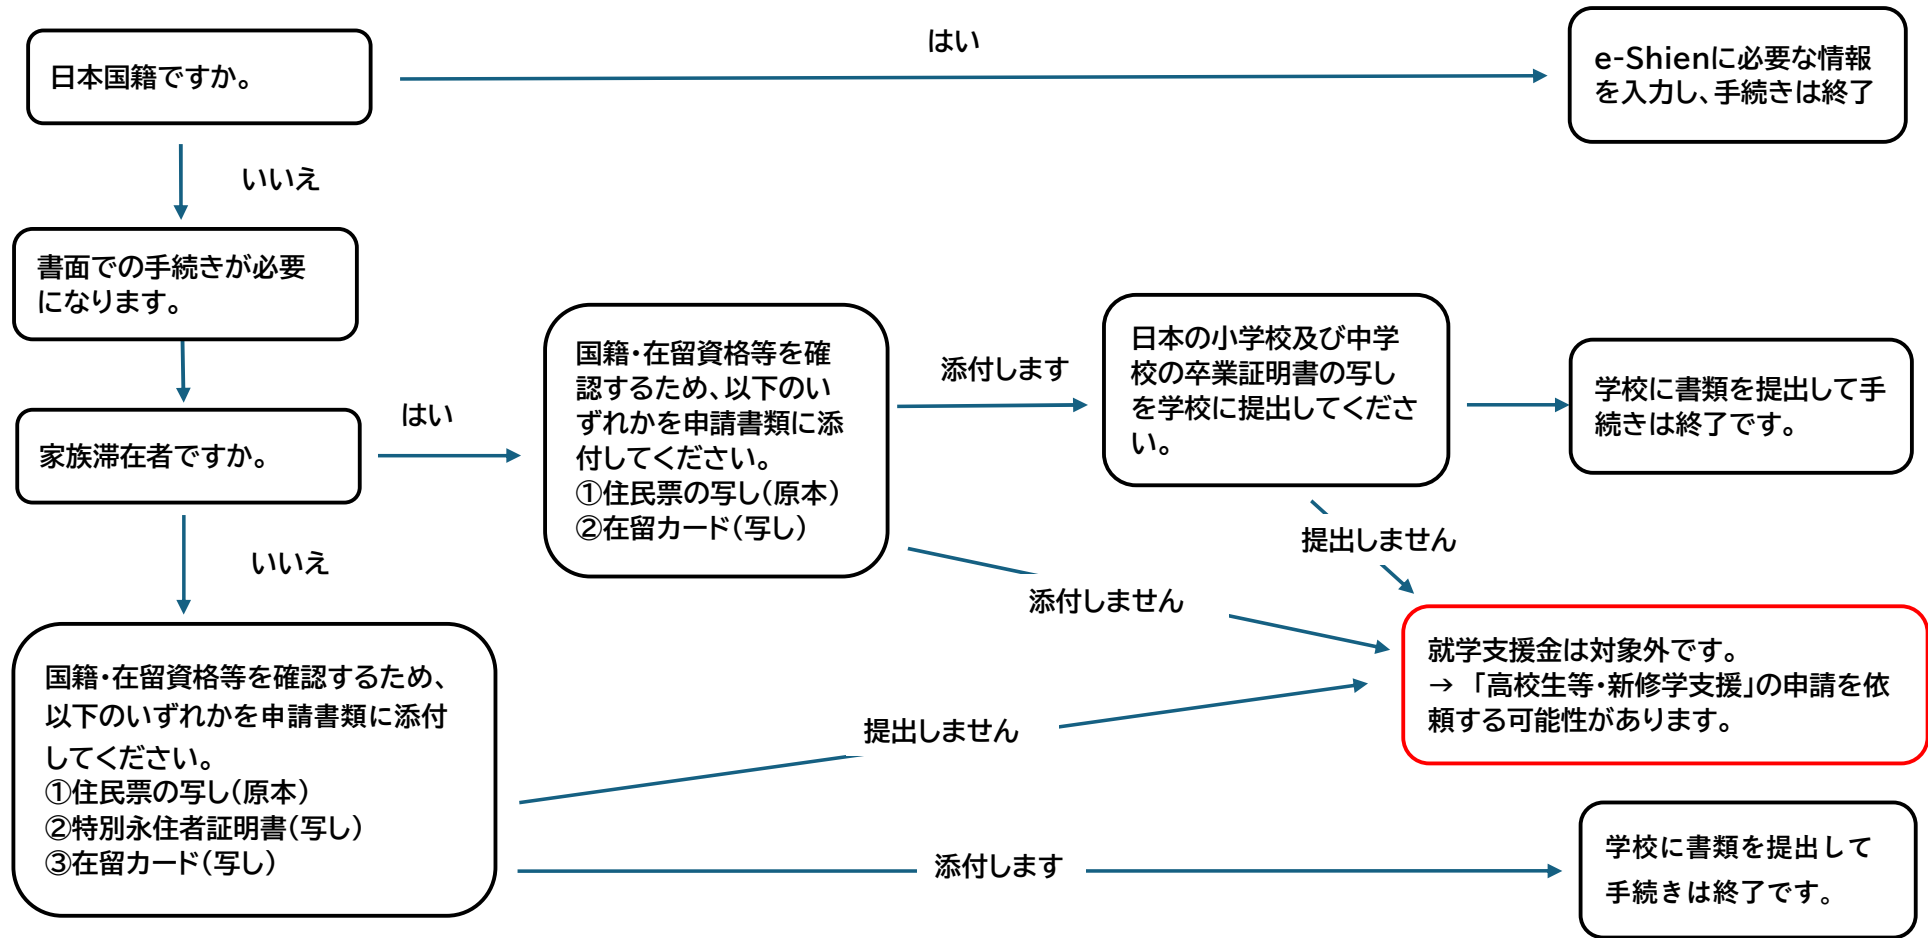 日本国籍ですか。
はい
e-Shienに必要な情報
を入力し、手続きは終了
いいえ
書面での手続きが必要
になります。
家族滞在者ですか。
はい
国籍・在留資格等を確
認するため、以下のい
ずれかを申請書類に添
付してください。
①住民票の写し(原本)
②在留カード(写し)
添付します
日本の小学校及び中学
校の卒業証明書の写し
を学校に提出してくださ
い。
学校に書類を提出して手
続きは終了です。
提出しません
添付しません
いいえ
就学支援金は対象外です。
→ 「高校生等・新修学支援」の申請を依
頼する可能性があります。
国籍・在留資格等を確認するため、
以下のいずれかを申請書類に添付
してください。
①住民票の写し(原本)
②特別永住者証明書(写し)
③在留カード(写し)
提出しません
添付します
学校に書類を提出して
手続きは終了です。